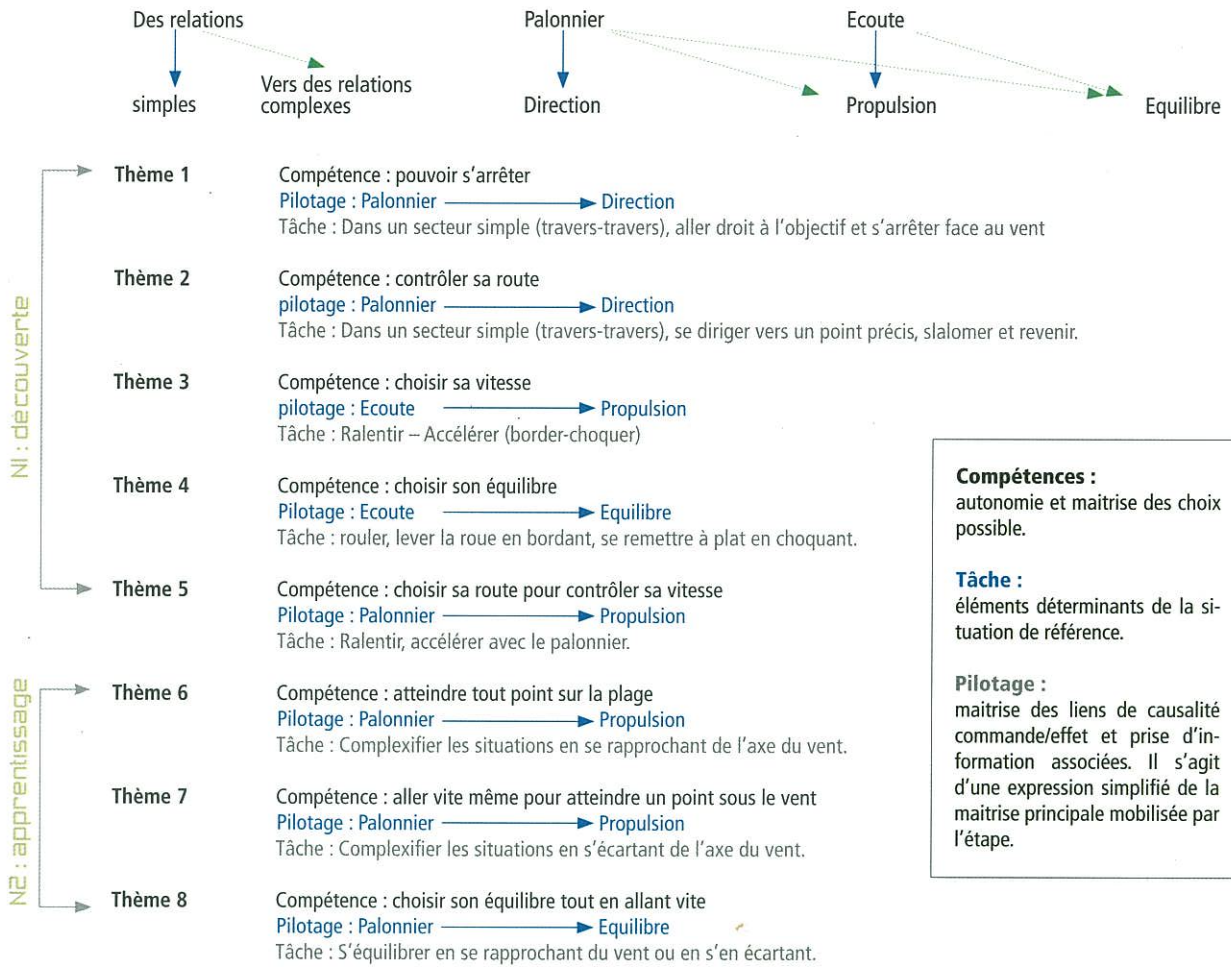 Des relations
Palonnier
Ecoute
simples
Vers des relations
complexes
Direction
Propulsion
Equilibre
N1 : découverte
Thème 1
Compétence : pouvoir s'arrêter
Pilotage : Palonnier Direction
Tâche : Dans un secteur simple (travers-travers), aller droit à l'objectif et s'arrêter face au vent
Thème 2
Compétence : contrôler sa route
pilotage : Palonnier Direction
Tâche : Dans un secteur simple (travers-travers), se diriger vers un point précis, slalomer et revenir.
Thème 3
Compétence : choisir sa vitesse
pilotage : Ecoute Propulsion
Tâche : Ralentir – Accélérer (border-choquer)
Thème 4
Compétence : choisir son équilibre
Pilotage : Ecoute Equilibre
Tâche : rouler, lever la roue en bordant, se remettre à plat en choquant.
Thème 5
Compétence : choisir sa route pour contrôler sa vitesse
Pilotage : Palonnier Propulsion
Tâche : Ralentir, accélérer avec le palonnier.
N2 : apprentissage
Thème 6
Compétence : atteindre tout point sur la plage
Pilotage : Palonnier Propulsion
Tâche : Complexifier les situations en se rapprochant de l'axe du vent.
Thème 7
Compétence : aller vite même pour atteindre un point sous le vent
Pilotage : Palonnier Propulsion
Tâche : Complexifier les situations en s'écartant de l'axe du vent.
Thème 8
Compétence : choisir son équilibre tout en allant vite
Pilotage : Palonnier Equilibre
Tâche : S'équilibrer en se rapprochant du vent ou en s'en écartant.
Compétences :
autonomie et maitrise des choix
possible.
Tâche :
éléments déterminants de la si-
tuation de référence.
Pilotage :
maitrise des liens de causalité
commande/effet et prise d'in-
formation associées. Il s'agit
d'une expression simplifié de la
maitrise principale mobilisée par
l'étape.